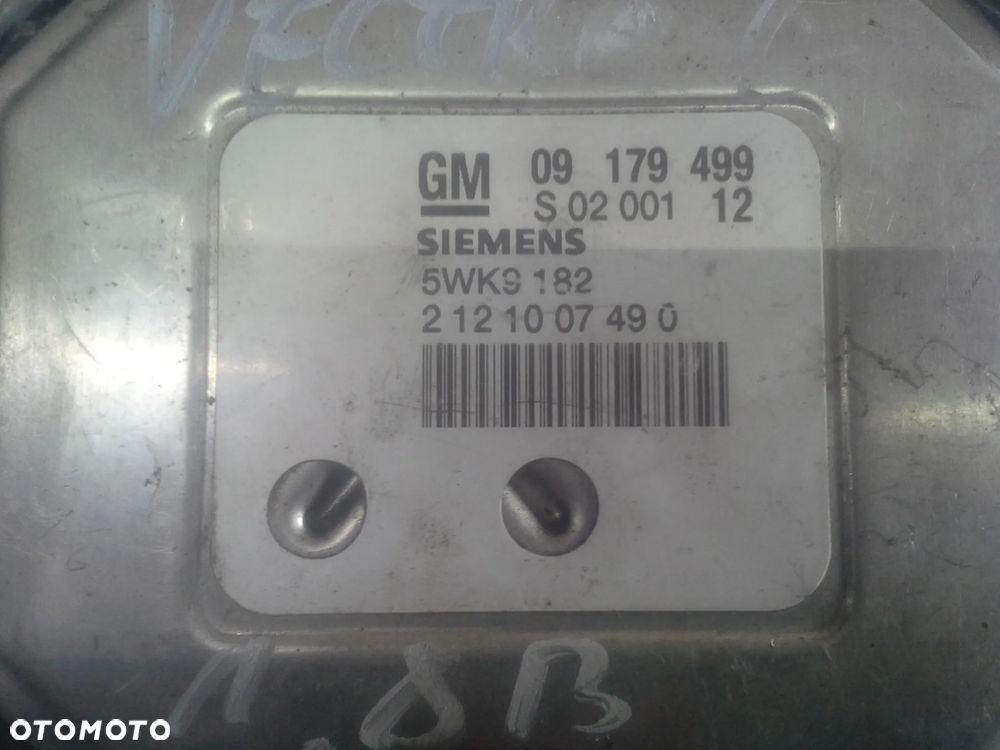 VECTRA C
GM 09 179 499
S 02 001 12
SIEMENS
5WK9 182
2 12 10 07 49 0
1.8B
OTOMOTO